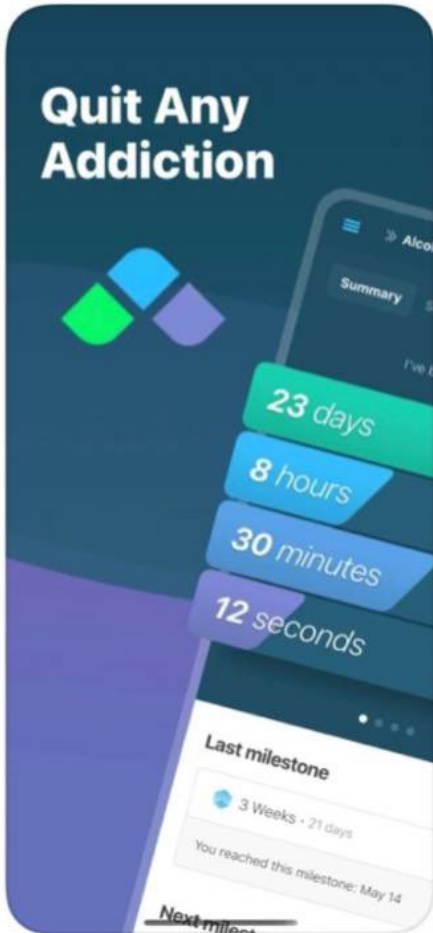 Quit Any
Addiction
Summary
23 days
8 hours
30 minutes
12 seconds
Last milestone
3 Weeks • 21 days
You reached this milestone: May 14
Next